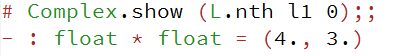 # Complex.show (L.nth l1 0);;
- : float * float = (4., 3.)